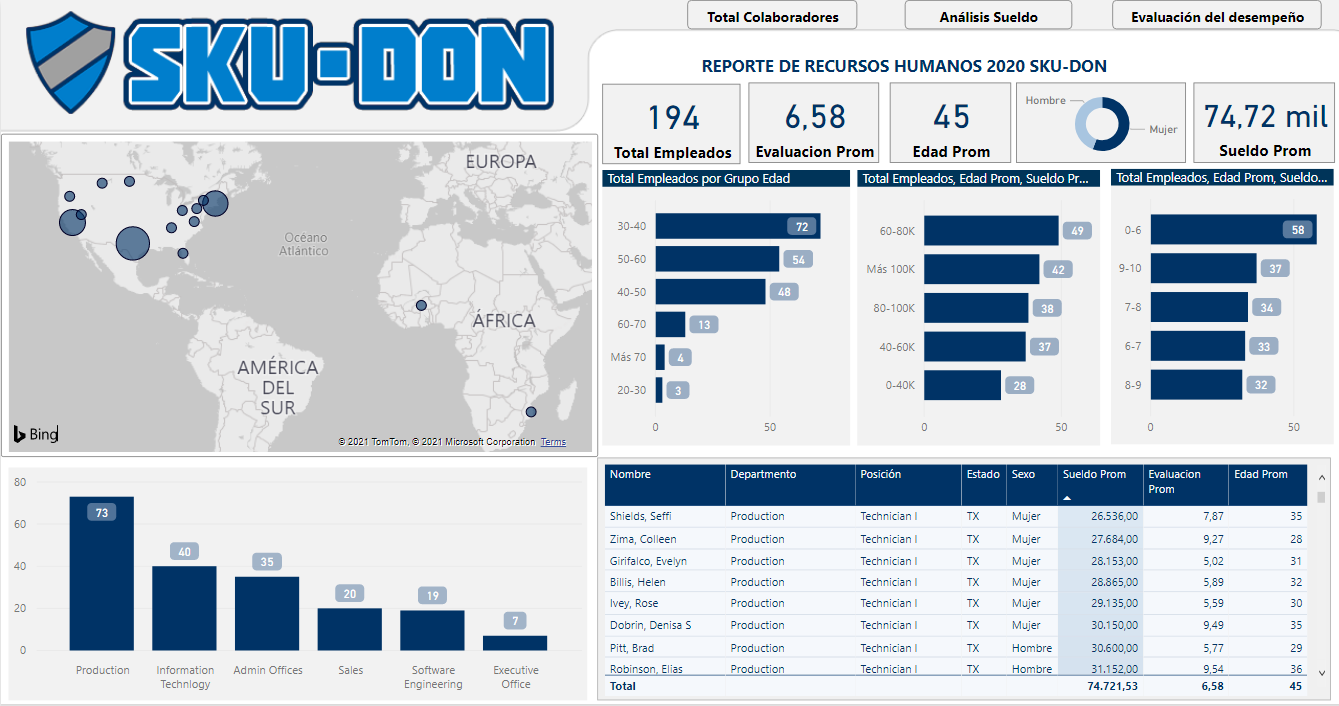 SKU-DON
Total Colaboradores
Análisis Sueldo
Evaluación del desempeño
REPORTE DE RECURSOS HUMANOS 2020 SKU-DON
194
Total Empleados
6,58
Evaluacion Prom
45
Edad Prom
Hombre
Mujer
74,72 mil
Sueldo Prom
EUROPA
Océano
Atlántico
ÁFRICA
AMÉRICA
DEL
SUR
Bing
© 2021 TomTom, © 2021 Microsoft Corporation Terms
Total Empleados por Grupo Edad
30-40 72
50-60 54
40-50 48
60-70 13
Más 70 4
20-30 3
0 50
Total Empleados, Edad Prom, Sueldo Pr...
60-80K 49
Más 100K 42
80-100K 38
40-60K 37
0-40K 28
0 50
Total Empleados, Edad Prom, Sueldo...
0-6 58
9-10 37
7-8 34
6-7 33
8-9 32
0 50
80
60
40
20
0
73
40
35
20
19
7
Production
Information
Technlogy
Admin Offices
Sales
Software
Engineering
Executive
Office
Nombre Departmento Posición Estado Sexo Sueldo Prom Evaluacion Prom Edad Prom
Shields, Seffi Production Technician I TX Mujer 26.536,00 7,87 35
Zima, Colleen Production Technician I TX Mujer 27.684,00 9,27 28
Girifalco, Evelyn Production Technician I TX Mujer 28.153,00 5,02 31
Billis, Helen Production Technician I TX Mujer 28.865,00 5,89 32
Ivey, Rose Production Technician I TX Mujer 29.135,00 5,59 30
Dobrin, Denisa S Production Technician I TX Mujer 30.150,00 9,49 35
Pitt, Brad Production Technician I TX Hombre 30.600,00 5,77 29
Robinson, Elias Production Technician I TX Hombre 31.152,00 9,54 36
Total 74.721,53 6,58 45